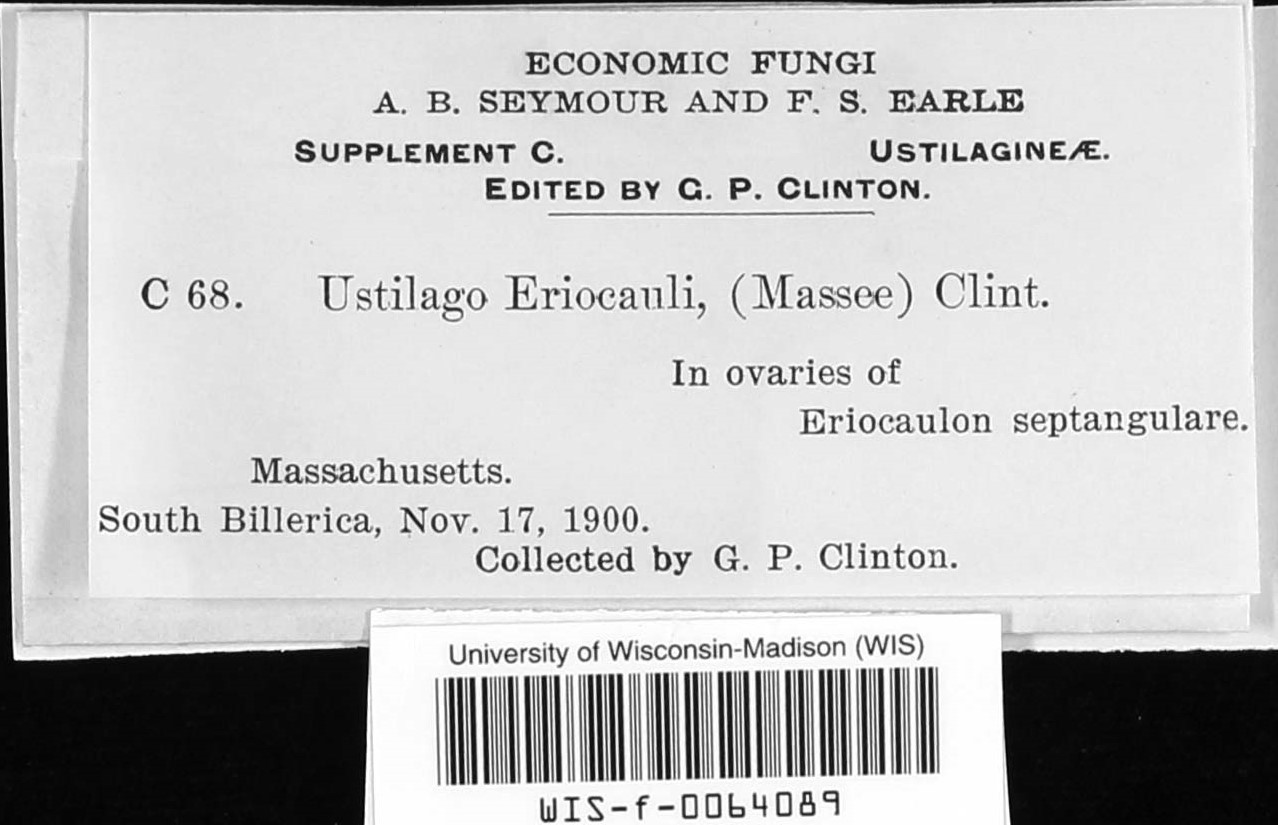 ECONOMIC FUNGI
A. B. SEYMOUR AND F. S. EARLE
SUPPLEMENT C. USTILAGINEÆ.
EDITED BY G. P. CLINTON.
C 68. Ustilago Eriocauli, (Massee) Clint.
In ovaries of
Eriocaulon septangulare.
Massachusetts.
South Billerica, Nov. 17, 1900.
Collected by G. P. Clinton.
University of Wisconsin-Madison (WIS)
WIS-f-0064089